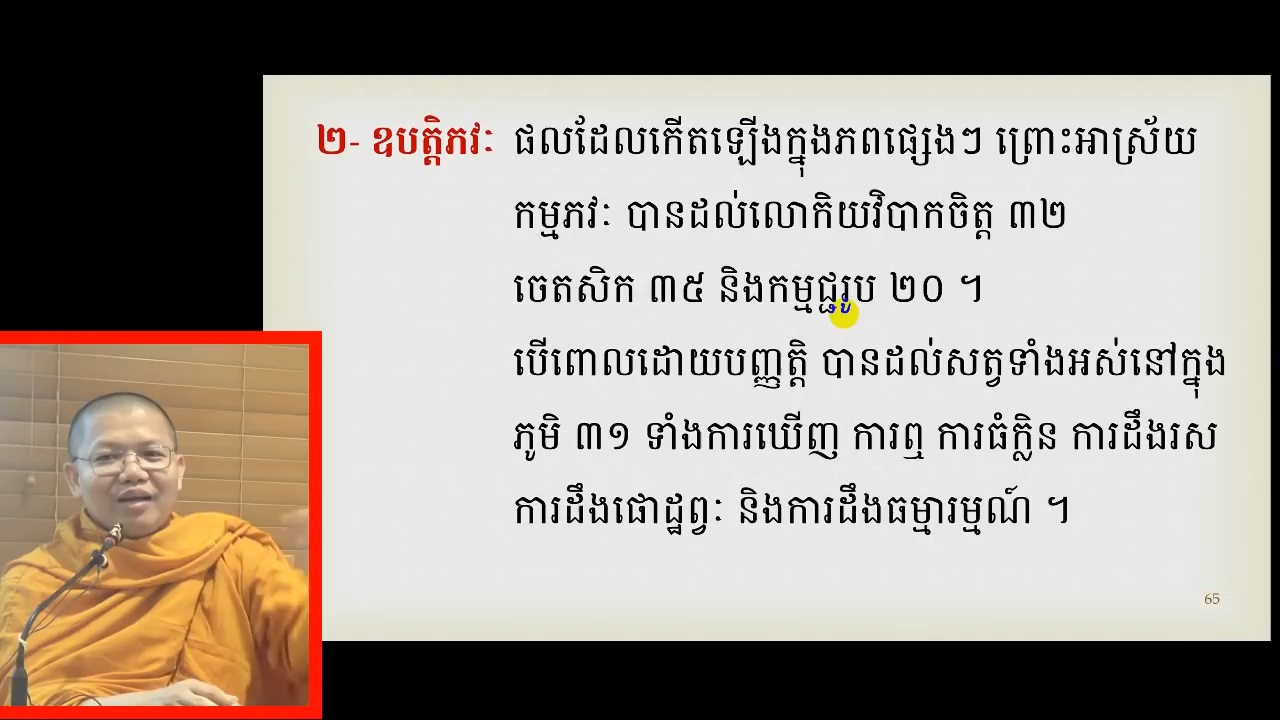 ២- ឧបត្តិភវៈ ផលដែលកើតឡើងក្នុងភពផ្សេងៗ ព្រោះអាស្រ័យ
កម្មភវៈ បានដល់លោកិយវិបាកចិត្ត ៣២
ចេតសិក ៣៥ និងកម្មជ្ជរូប ២០ ។
បើពោលដោយបញ្ញត្តិ បានដល់សត្វទាំងអស់នៅក្នុង
ភូមិ ៣១ ទាំងការឃើញ ការឮ ការធំក្លិន ការដឹងរស
ការដឹងផោដ្ឋព្វៈ និងការដឹងធម្មារម្មណ៍ ។
65